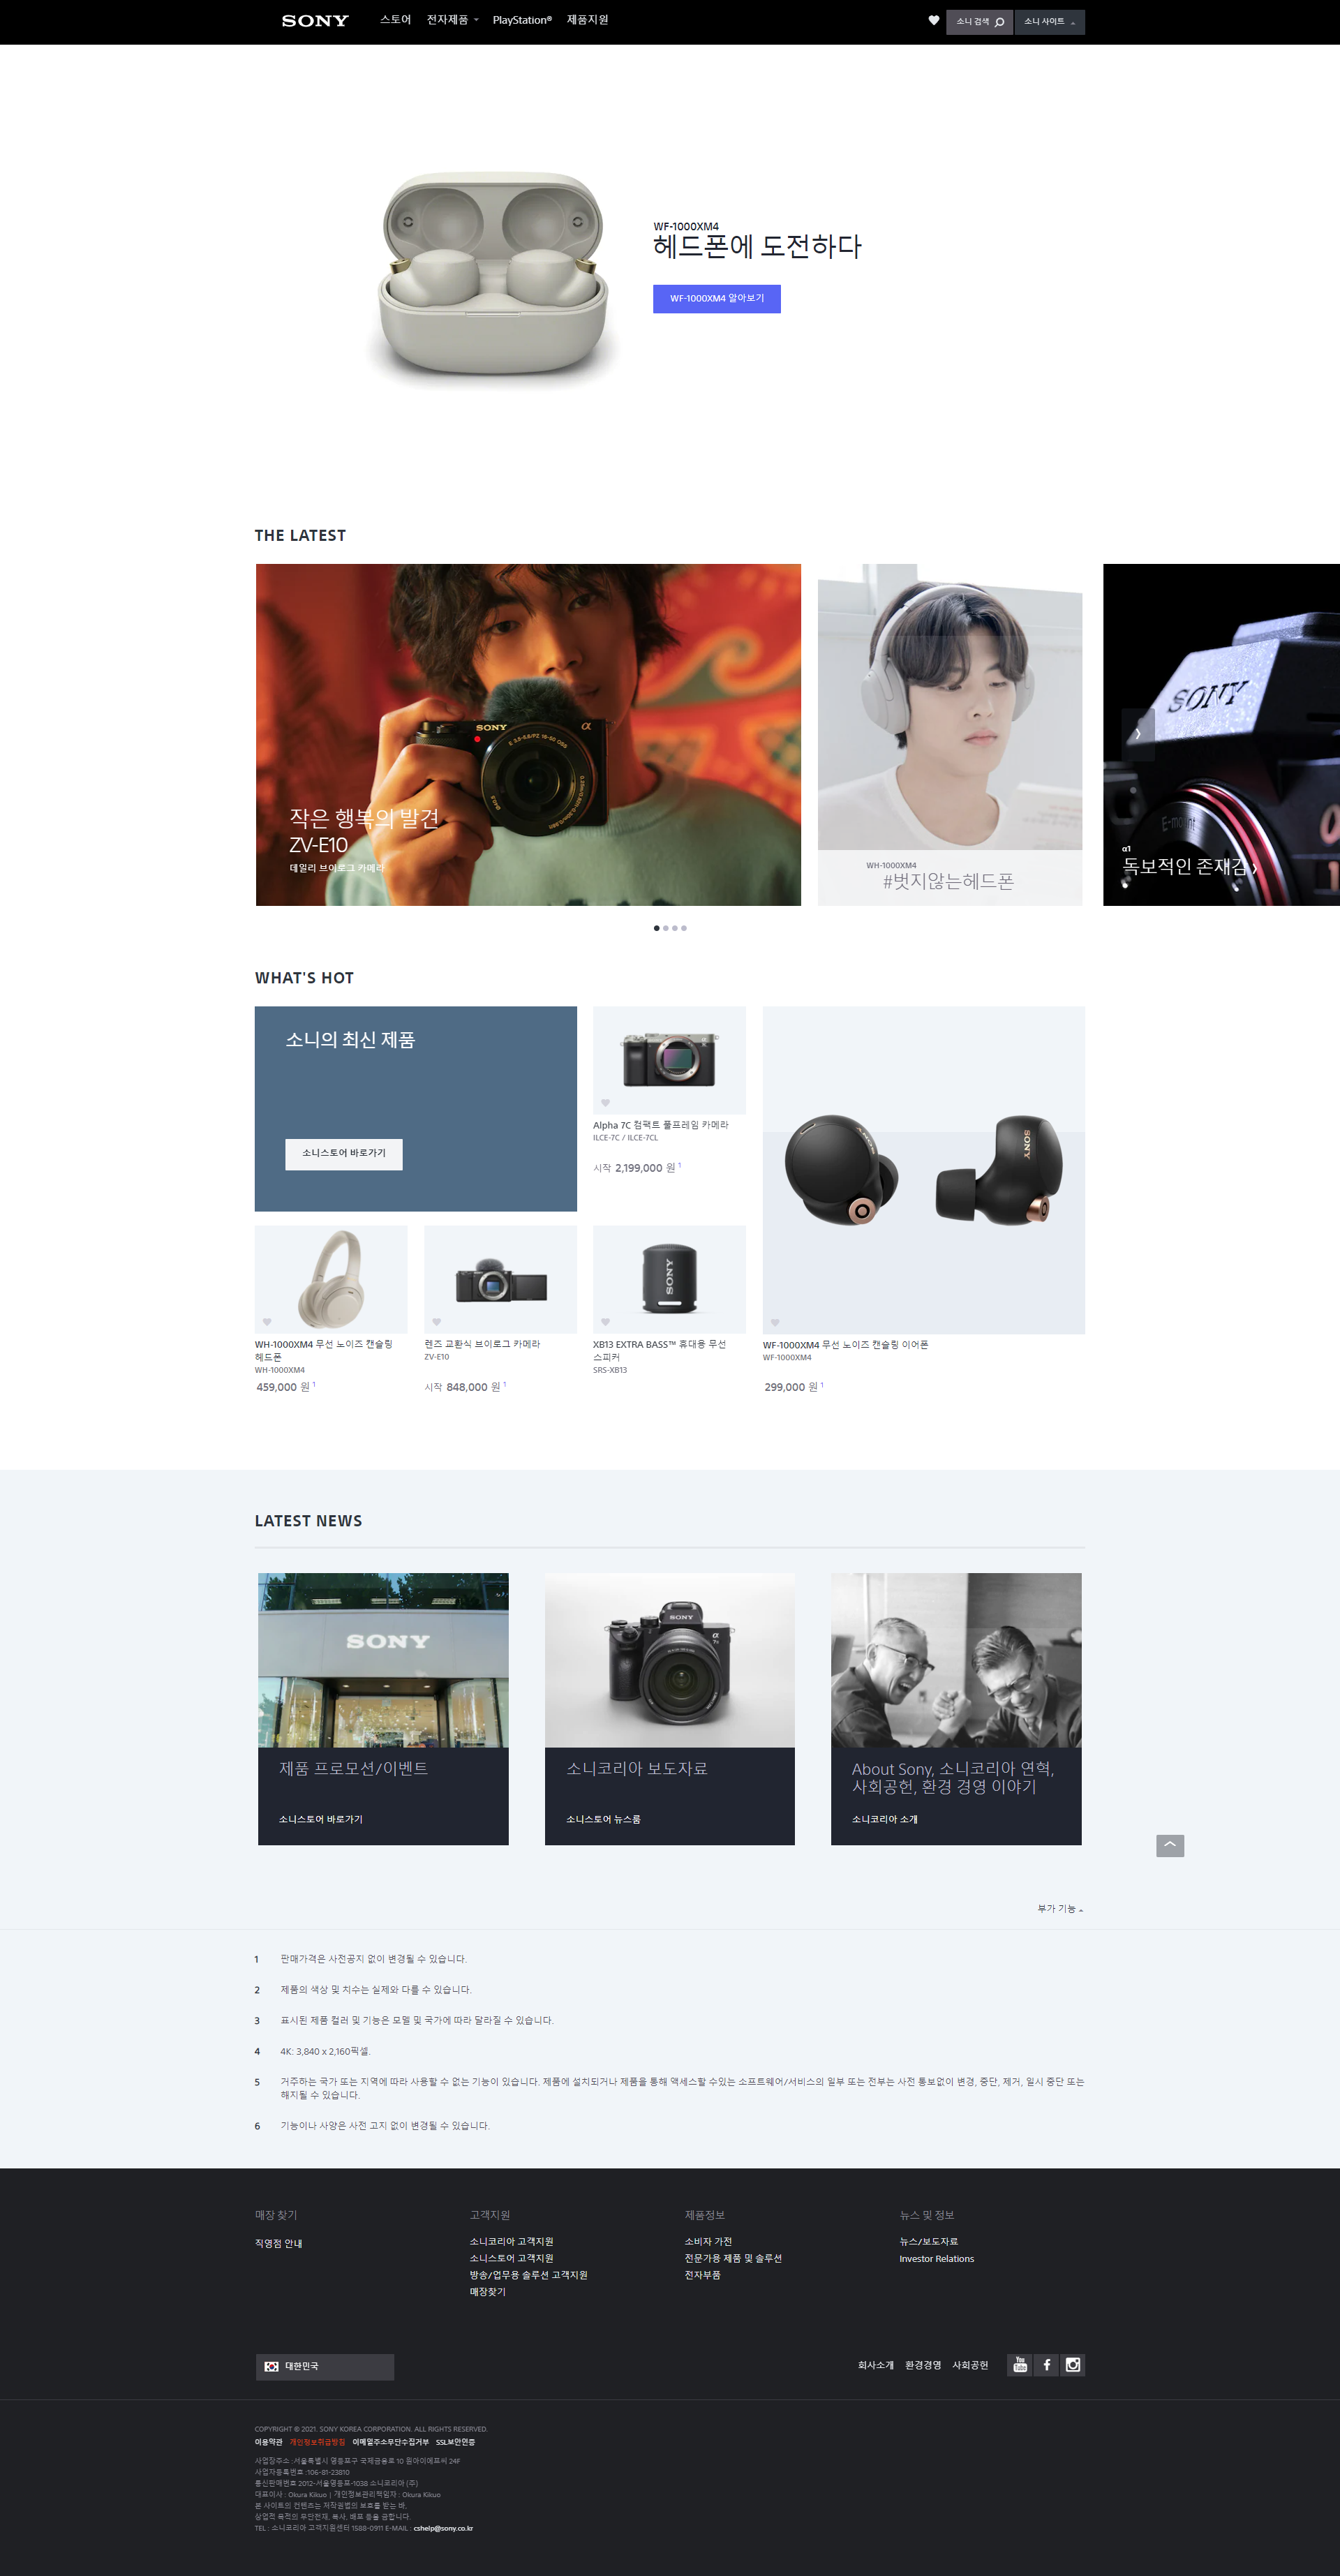 SONY
스토어 전자제품 PlayStation® 제품지원
소니 검색 소니 사이트
WF-1000XM4
헤드폰에 도전하다
WF-1000XM4 알아보기
THE LATEST
SONY α
E 3.5-5.6/PZ 16-50 OSS
작은 행복의 발견
ZV-E10
데일리 브이로그 카메라
WH-1000XM4
#벗지않는헤드폰
SONY
E-mount
α1
독보적인 존재감
WHAT'S HOT
소니의 최신 제품
소니스토어 바로가기
Alpha 7C 컴팩트 풀프레임 카메라
ILCE-7C / ILCE-7CL
시작 2,199,000 원 1
SONY
WH-1000XM4 무선 노이즈 캔슬링
헤드폰
WH-1000XM4
459,000 원 1
렌즈 교환식 브이로그 카메라
ZV-E10
시작 848,000 원 1
SONY
XB13 EXTRA BASS™ 휴대용 무선
스피커
SRS-XB13
WF-1000XM4 무선 노이즈 캔슬링 이어폰
WF-1000XM4
299,000 원 1
LATEST NEWS
SONY
제품 프로모션/이벤트
소니스토어 바로가기
SONY
소니코리아 보도자료
소니스토어 뉴스룸
About Sony, 소니코리아 연혁,
사회공헌, 환경 경영 이야기
소니코리아 소개
부가 기능
1 판매가격은 사전공지 없이 변경될 수 있습니다.
2 제품의 색상 및 치수는 실제와 다를 수 있습니다.
3 표시된 제품 컬러 및 기능은 모델 및 국가에 따라 달라질 수 있습니다.
4 4K: 3,840 x 2,160픽셀.
5 거주하는 국가 또는 지역에 따라 사용할 수 없는 기능이 있습니다. 제품에 설치되거나 제품을 통해 액세스할 수있는 소프트웨어/서비스의 일부 또는 전부는 사전 통보없이 변경, 중단, 제거, 일시 중단 또는
해지될 수 있습니다.
6 기능이나 사양은 사전 고지 없이 변경될 수 있습니다.
매장 찾기
직영점 안내
고객지원
소니코리아 고객지원
소니스토어 고객지원
방송/업무용 솔루션 고객지원
매장찾기
제품정보
소비자 가전
전문가용 제품 및 솔루션
전자부품
뉴스 및 정보
뉴스/보도자료
Investor Relations
대한민국
회사소개 환경경영 사회공헌
You Tube
COPYRIGHT © 2021. SONY KOREA CORPORATION. ALL RIGHTS RESERVED.
이용약관 개인정보취급방침 이메일주소무단수집거부 SSL보안인증
사업장주소 :서울특별시 영등포구 국제금융로 10 원아이에프씨 24F
사업자등록번호 :106-81-23810
통신판매번호 2012-서울영등포-1038 소니코리아 (주)
대표이사 : Okura Kikuo | 개인정보관리책임자 : Okura Kikuo
본 사이트의 컨텐츠는 저작권법의 보호를 받는 바,
상업적 목적의 무단전재, 복사, 배포 등을 금합니다.
TEL : 소니코리아 고객지원센터 1588-0911 E-MAIL : cshelp@sony.co.kr